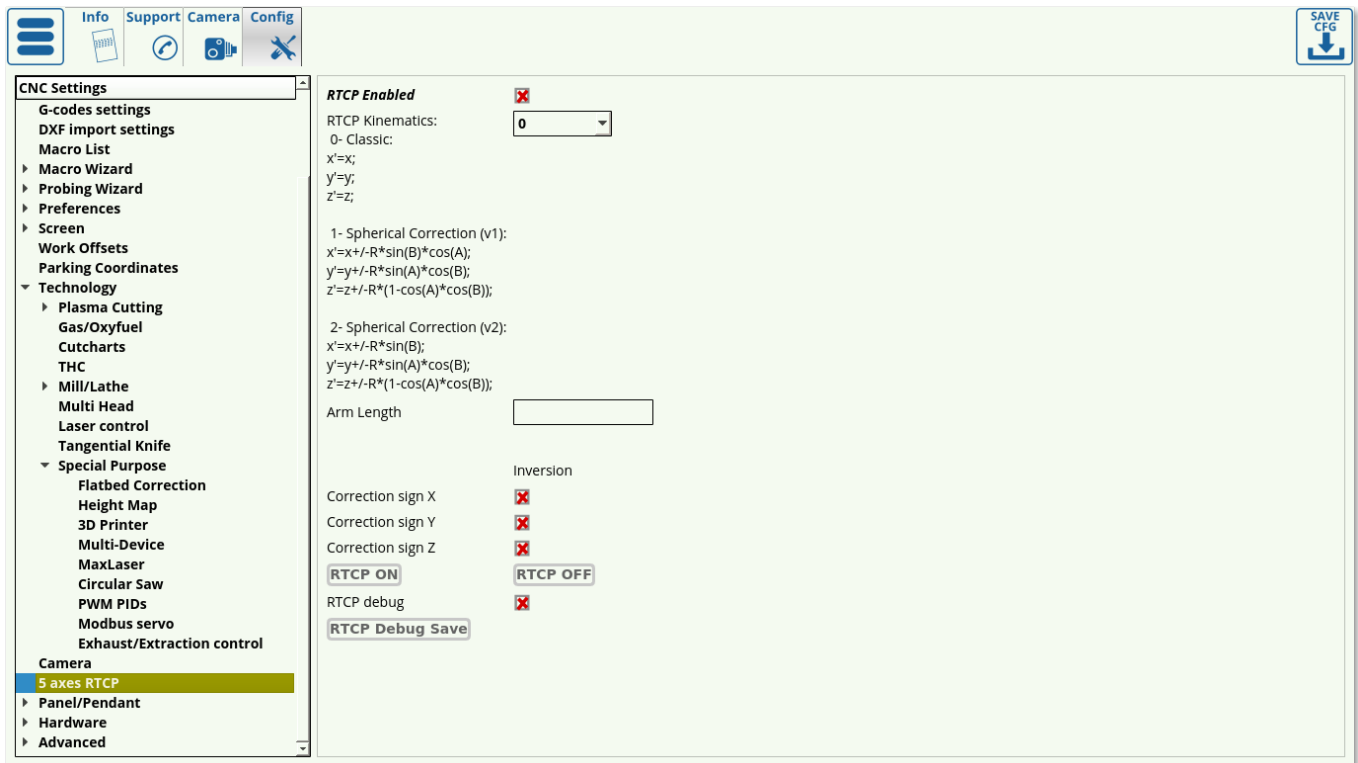 Info
Support
Camera
Config
SAVE
CFG
CNC Settings
G-codes settings
DXF import settings
Macro List
Macro Wizard
Probing Wizard
Preferences
Screen
Work Offsets
Parking Coordinates
Technology
Plasma Cutting
Gas/Oxyfuel
Cutcharts
THC
Mill/Lathe
Multi Head
Laser control
Tangential Knife
Special Purpose
Flatbed Correction
Height Map
3D Printer
Multi-Device
MaxLaser
Circular Saw
PWM PIDs
Modbus servo
Exhaust/Extraction control
Camera
5 axes RTCP
Panel/Pendant
Hardware
Advanced
RTCP Enabled
RTCP Kinematics:
0
0- Classic:
x'=x;
y'=y;
z'=z;
1- Spherical Correction (v1):
x'=x+/-R*sin(B)*cos(A);
y'=y+/-R*sin(A)*cos(B);
z'=z+/-R*(1-cos(A)*cos(B));
2- Spherical Correction (v2):
x'=x+/-R*sin(B);
y'=y+/-R*sin(A)*cos(B);
z'=z+/-R*(1-cos(A)*cos(B));
Arm Length
Inversion
Correction sign X
Correction sign Y
Correction sign Z
RTCP ON
RTCP OFF
RTCP debug
RTCP Debug Save